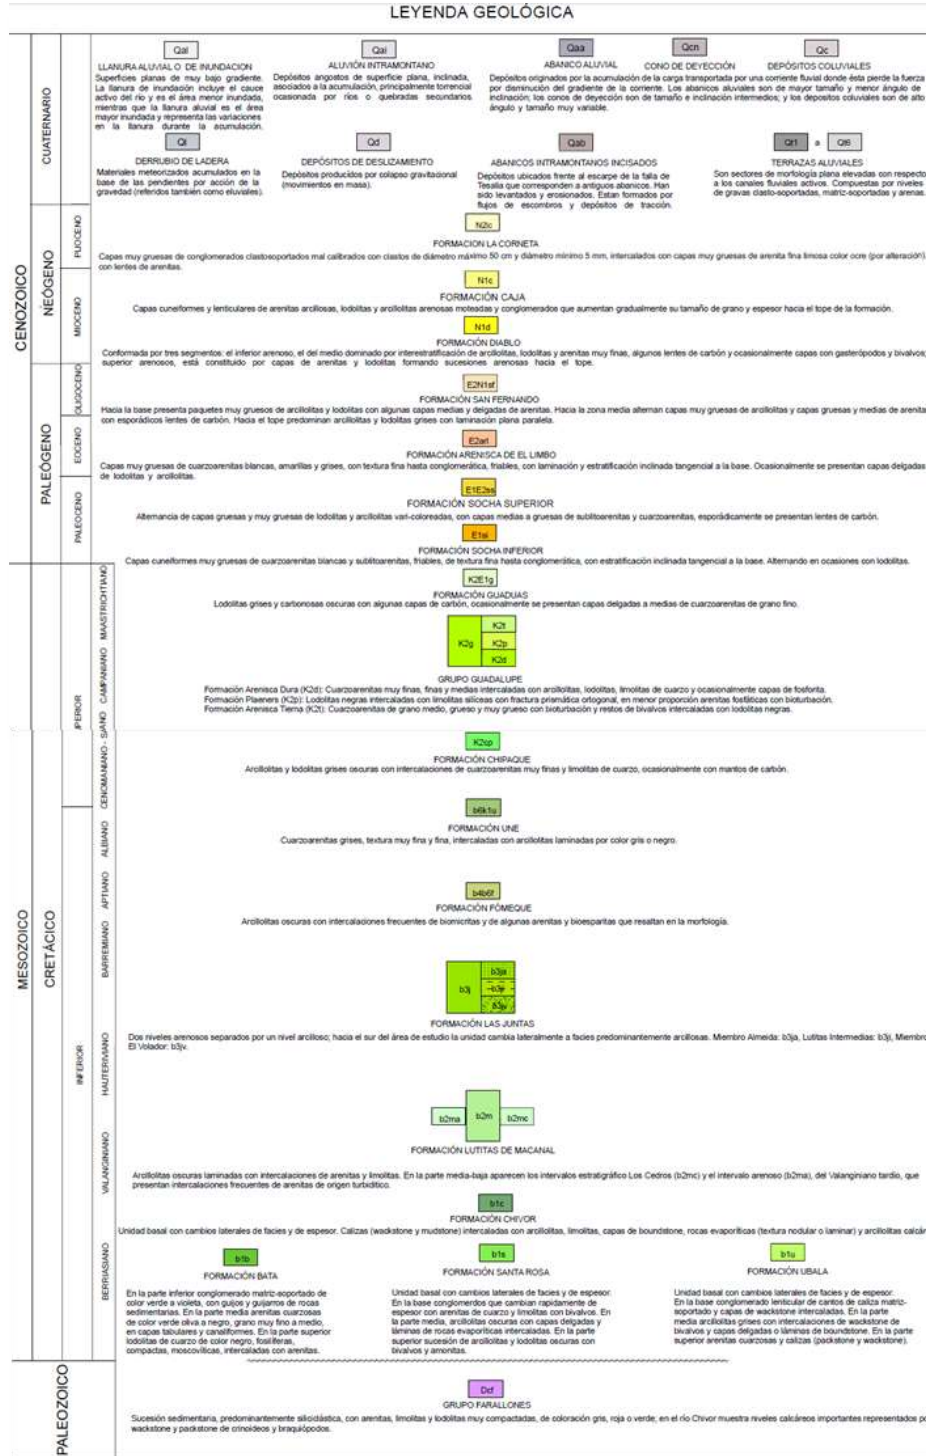 LEYENDA GEOLÓGICA
CENOZOICO
CUATERNARIO
Qal
LLANURA ALUVIAL O DE INUNDACION
Superficies planas de muy bajo gradiente.
La llanura de inundación incluye el cauce
activo del río y es el área menor inundada,
mientras que la llanura aluvial es el área
mayor inundada y representa las variaciones
en la llanura durante la acumulación.
Qai
ALUVIÓN INTRAMONTANO
Depósitos angostos de superficie plana, inclinada,
asociados a la acumulación, principalmente torrencial
ocasionada por ríos o quebradas secundarios.
Qaa
ABANICO ALUVIAL
Qcn
CONO DE DEYECCIÓN
Qc
DEPÓSITOS COLUVIALES
Depósitos originados por la acumulación de la carga transportada por una corriente fluvial donde ésta pierde la fuerza
por disminución del gradiente de la corriente. Los abanicos aluviales son de mayor tamaño y menor ángulo de
inclinación; los conos de deyección son de tamaño e inclinación intermedios; y los depositos coluviales son de alto
ángulo y tamaño muy variable.
Ql
DERRUBIO DE LADERA
Materiales meteorizados acumulados en la
base de las pendientes por acción de la
gravedad (referidos también como eluviales).
Qd
DEPÓSITOS DE DESLIZAMIENTO
Depósitos producidos por colapso gravitacional
(movimientos en masa).
Qab
ABANICOS INTRAMONTANOS INCISADOS
Depósitos ubicados frente al escarpe de la falla de
Tesalia que corresponden a antiguos abanicos. Han
sido levantados y erosionados. Estan formados por
flujos de escombros y depósitos de tracción.
Qt1 a Qt6
TERRAZAS ALUVIALES
Son sectores de morfología plana elevadas con respecto
a los canales fluviales activos. Compuestas por niveles
de gravas clasto-soportadas, matriz-soportadas y arenas.
NEÓGENO
PLIOCENO
N2lc
FORMACION LA CORNETA
Capas muy gruesas de conglomerados clastosoportados mal calibrados con clastos de diámetro máximo 50 cm y diámetro mínimo 5 mm, intercalados con capas muy gruesas de arenita fina limosa color ocre (por alteración),
con lentes de arenitas.
MIOCENO
N1c
FORMACIÓN CAJA
Capas cuneiformes y lenticulares de arenitas arcillosas, lodolitas y arcillolitas arenosas moteadas y conglomerados que aumentan gradualmente su tamaño de grano y espesor hacia el tope de la formación.
N1d
FORMACIÓN DIABLO
Conformada por tres segmentos: el inferior arenoso, el del medio dominado por interestratificación de arcillolitas, lodolitas y arenitas muy finas, algunos lentes de carbón y ocasionalmente capas con gasterópodos y bivalvos;
superior arenosos, está constituido por capas de arenitas y lodolitas formando sucesiones arenosas hacia el tope.
PALEÓGENO
OLIGOCENO
E2N1sf
FORMACIÓN SAN FERNANDO
Hacia la base presenta paquetes muy gruesos de arcillolitas y lodolitas con algunas capas medias y delgadas de arenitas. Hacia la zona media alternan capas muy gruesas de arcillolitas y capas gruesas y medias de arenita
con esporádicos lentes de carbón. Hacia el tope predominan arcillolitas y lodolitas grises con laminación plana paralela.
EOCENO
E2arl
FORMACIÓN ARENISCA DE EL LIMBO
Capas muy gruesas de cuarzoarenitas blancas, amarillas y grises, con textura fina hasta conglomerática, friables, con laminación y estratificación inclinada tangencial a la base. Ocasionalmente se presentan capas delgadas
de lodolitas y arcillolitas.
PALEOCENO
E1E2ss
FORMACIÓN SOCHA SUPERIOR
Alternancia de capas gruesas y muy gruesas de lodolitas y arcillolitas vari-coloreadas, con capas medias a gruesas de sublitoarenitas y cuarzoarenitas, esporádicamente se presentan lentes de carbón.
E1si
FORMACIÓN SOCHA INFERIOR
Capas cuneiformes muy gruesas de cuarzoarenitas blancas y sublitoarenitas, friables, de textura fina hasta conglomerática, con estratificación inclinada tangencial a la base. Alternando en ocasiones con lodolitas.
MESOZOICO
CRETÁCICO
PERIOR
MAASTRICHTIANO
K2E1g
FORMACIÓN GUADUAS
Lodolitas grises y carbonosas oscuras con algunas capas de carbón, ocasionalmente se presentan capas delgadas a medias de cuarzoarenitas de grano fino.
CAMPANIANO
K2g
K2t
K2p
K2d
GRUPO GUADALUPE
Formación Arenisca Dura (K2d): Cuarzoarenitas muy finas, finas y medias intercaladas con arcillolitas, lodolitas, limolitas de cuarzo y ocasionalmente capas de fosforita.
Formación Plaeners (K2p): Lodolitas negras intercaladas con limolitas silíceas con fractura prismática ortogonal, en menor proporción arenitas fosfáticas con bioturbación.
Formación Arenisca Tierna (K2t): Cuarzoarenitas de grano medio, grueso y muy grueso con bioturbación y restos de bivalvos intercaladas con lodolitas negras.
CENOMANIANO - SIANO
K2cp
FORMACIÓN CHIPAQUE
Arcillolitas y lodolitas grises oscuras con intercalaciones de cuarzoarenitas muy finas y limolitas de cuarzo, ocasionalmente con mantos de carbón.
INFERIOR
ALBIANO
b6k1u
FORMACIÓN UNE
Cuarzoarenitas grises, textura muy fina y fina, intercaladas con arcillolitas laminadas por color gris o negro.
APTIANO
b4b6f
FORMACIÓN FÓMEQUE
Arcillolitas oscuras con intercalaciones frecuentes de biomicritas y de algunas arenitas y bioesparitas que resaltan en la morfología.
BARREMIANO
b3j
b3ja
b3ji
b3jv
FORMACIÓN LAS JUNTAS
Dos niveles arenosos separados por un nivel arcilloso; hacia el sur del área de estudio la unidad cambia lateralmente a facies predominantemente arcillosas. Miembro Almeida: b3ja, Lutitas Intermedias: b3ji, Miembro
El Volador: b3jv.
HAUTERIVIANO
b2ma
b2m
b2mc
FORMACIÓN LUTITAS DE MACANAL
VALANGINIANO
Arcillolitas oscuras laminadas con intercalaciones de arenitas y limolitas. En la parte media-baja aparecen los intervalos estratigráfico Los Cedros (b2mc) y el intervalo arenoso (b2ma), del Valanginiano tardío, que
presentan intercalaciones frecuentes de arenitas de origen turbidítico.
b1c
FORMACIÓN CHIVOR
Unidad basal con cambios laterales de facies y de espesor. Calizas (wackstone y mudstone) intercaladas con arcillolitas, limolitas, capas de boundstone, rocas evaporíticas (textura nodular o laminar) y arcillolitas calcár
BERRIASIANO
b1b
FORMACIÓN BATA
En la parte inferior conglomerado matriz-soportado de
color verde a violeta, con guijos y guijarros de rocas
sedimentarias. En la parte media arenitas cuarzosas
de color verde oliva a negro, grano muy fino a medio,
en capas tabulares y canaliformes. En la parte superior
lodolitas de cuarzo de color negro, fosilíferas,
compactas, moscovíticas, intercaladas con arenitas.
b1s
FORMACIÓN SANTA ROSA
Unidad basal con cambios laterales de facies y de espesor.
En la base conglomerdos que cambian rapidamente de
espesor con arenitas de cuarzo y limolitas con bivalvos. En
la parte media, arcillolitas oscuras con capas delgadas y
láminas de rocas evaporíticas intercaladas. En la parte
superior sucesión de arcillolitas y lodolitas oscuras con
bivalvos y amonitas.
b1u
FORMACIÓN UBALA
Unidad basal con cambios laterales de facies y de espesor.
En la base conglomerado lenticular de cantos de caliza matriz-
soportado y capas de wackstone intercaladas. En la parte
media arcillolitas grises con intercalaciones de wackstone de
bivalvos y capas delgadas o láminas de boundstone. En la parte
superior arenitas cuarzosas y calizas (packstone y wackstone).
PALEOZOICO
Dcf
GRUPO FARALLONES
Sucesión sedimentaria, predominantemente silicidástica, con arenitas, limolitas y lodolitas muy compactadas, de coloración gris, roja o verde, en el río Chivor muestra niveles calcáreos importantes representados po
wackstone y packstone de crinoideos y braquiópodos.